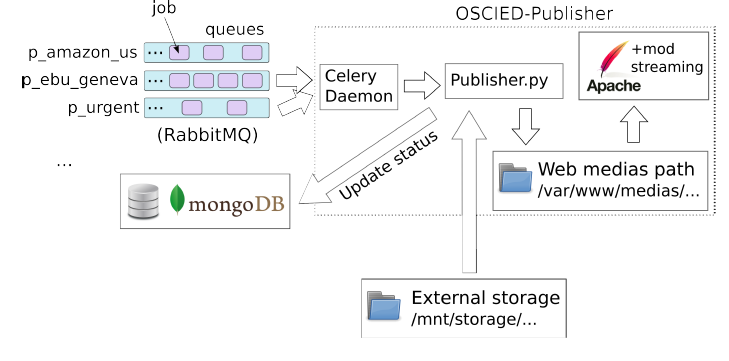 job
OSCIED-Publisher
queues
p_amazon_us ...
p_ebu_geneva ...
p_urgent ...
(RabbitMQ)
...
Celery
Daemon
Publisher.py
+mod
streaming
Apache
Update status
Web medias path
/var/www/medias/...
mongoDB
External storage
/mnt/storage/...